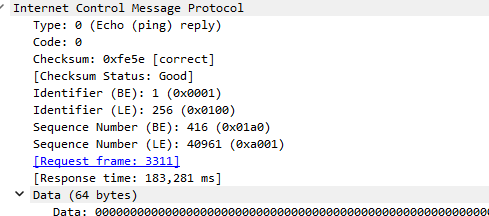 Internet Control Message Protocol
Type: 0 (Echo (ping) reply)
Code: 0
Checksum: 0xfe5e [correct]
[Checksum Status: Good]
Identifier (BE): 1 (0x0001)
Identifier (LE): 256 (0x0100)
Sequence Number (BE): 416 (0x01a0)
Sequence Number (LE): 40961 (0xa001)
[Request frame: 3311]
[Response time: 183,281 ms]
Data (64 bytes)
Data: 00000000000000000000000000000000000000000000000000000000